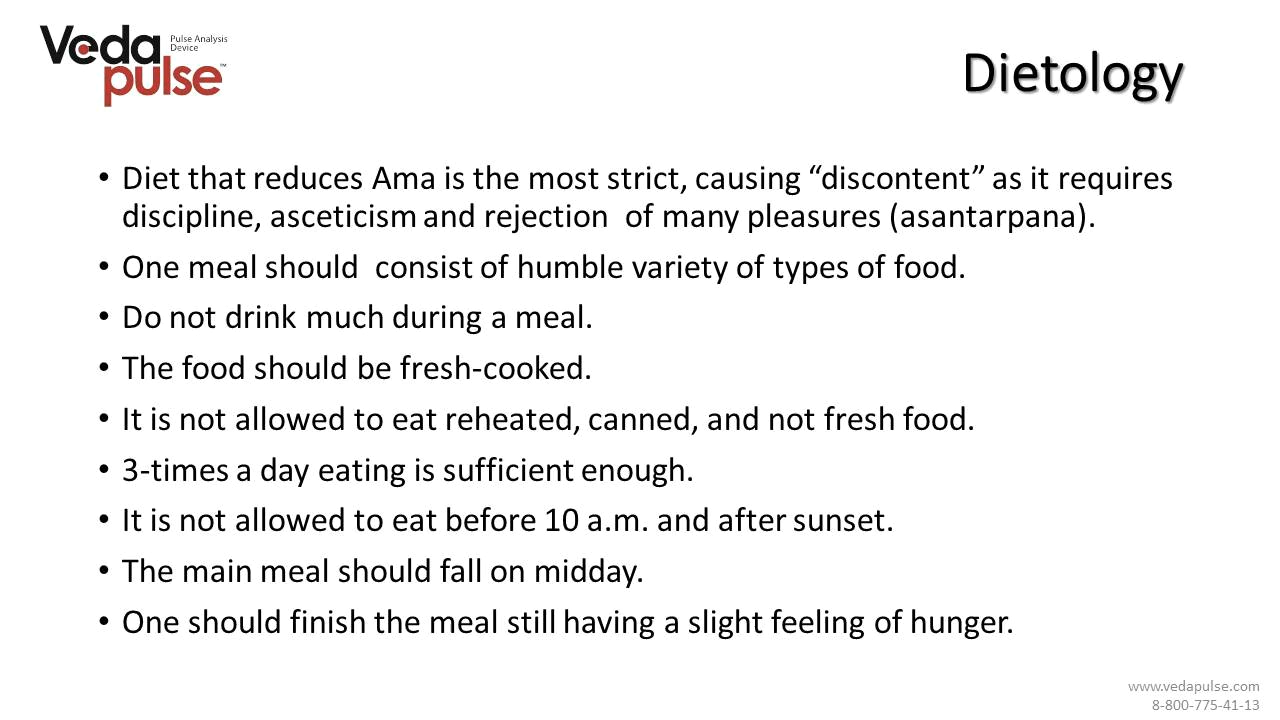 Veda
pulse™
Pulse Analysis
Device
Dietology
• Diet that reduces Ama is the most strict, causing “discontent” as it requires
discipline, asceticism and rejection  of many pleasures (asantarpana).
• One meal should  consist of humble variety of types of food.
• Do not drink much during a meal.
• The food should be fresh-cooked.
• It is not allowed to eat reheated, canned, and not fresh food.
• 3-times a day eating is sufficient enough.
• It is not allowed to eat before 10 a.m. and after sunset.
• The main meal should fall on midday.
• One should finish the meal still having a slight feeling of hunger.
www.vedapulse.com
8-800-775-41-13